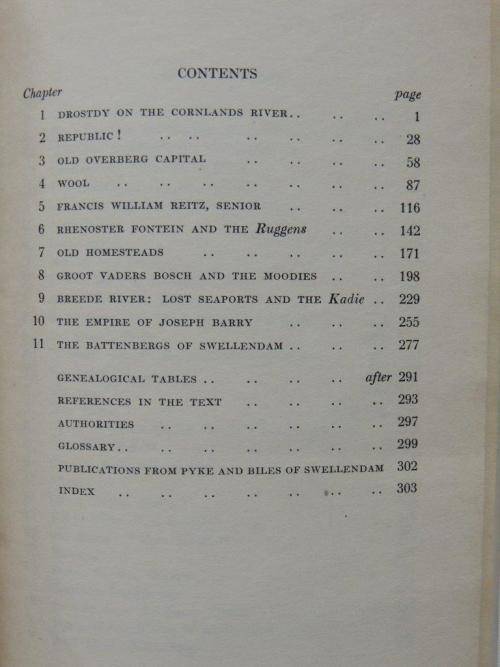 CONTENTS
Chapter page
1 DROSTDY ON THE CORNLANDS RIVER.. .. .. 1
2 REPUBLIC! .. .. .. .. .. 28
3 OLD OVERBERG CAPITAL .. .. .. 58
4 WOOL .. .. .. .. .. .. .. 87
5 FRANCIS WILLIAM REITZ, SENIOR .. .. .. 116
6 RHENOSTER FONTEIN AND THE Ruggens .. .. 142
7 OLD HOMESTEADS .. .. .. .. .. 171
8 GROOT VADERS BOSCH AND THE MOODIES .. .. 198
9 BREEDE RIVER: LOST SEAPORTS AND THE Kadie .. 229
10 THE EMPIRE OF JOSEPH BARRY .. .. .. 255
11 THE BATTENBERGS OF SWELLENDAM .. .. .. 277
GENEALOGICAL TABLES .. .. .. .. after 291
REFERENCES IN THE TEXT .. .. .. .. 293
AUTHORITIES .. .. .. .. .. .. 297
GLOSSARY.. .. .. .. .. .. .. 299
PUBLICATIONS FROM PYKE AND BILES OF SWELLENDAM 302
INDEX .. .. .. .. .. .. .. 303